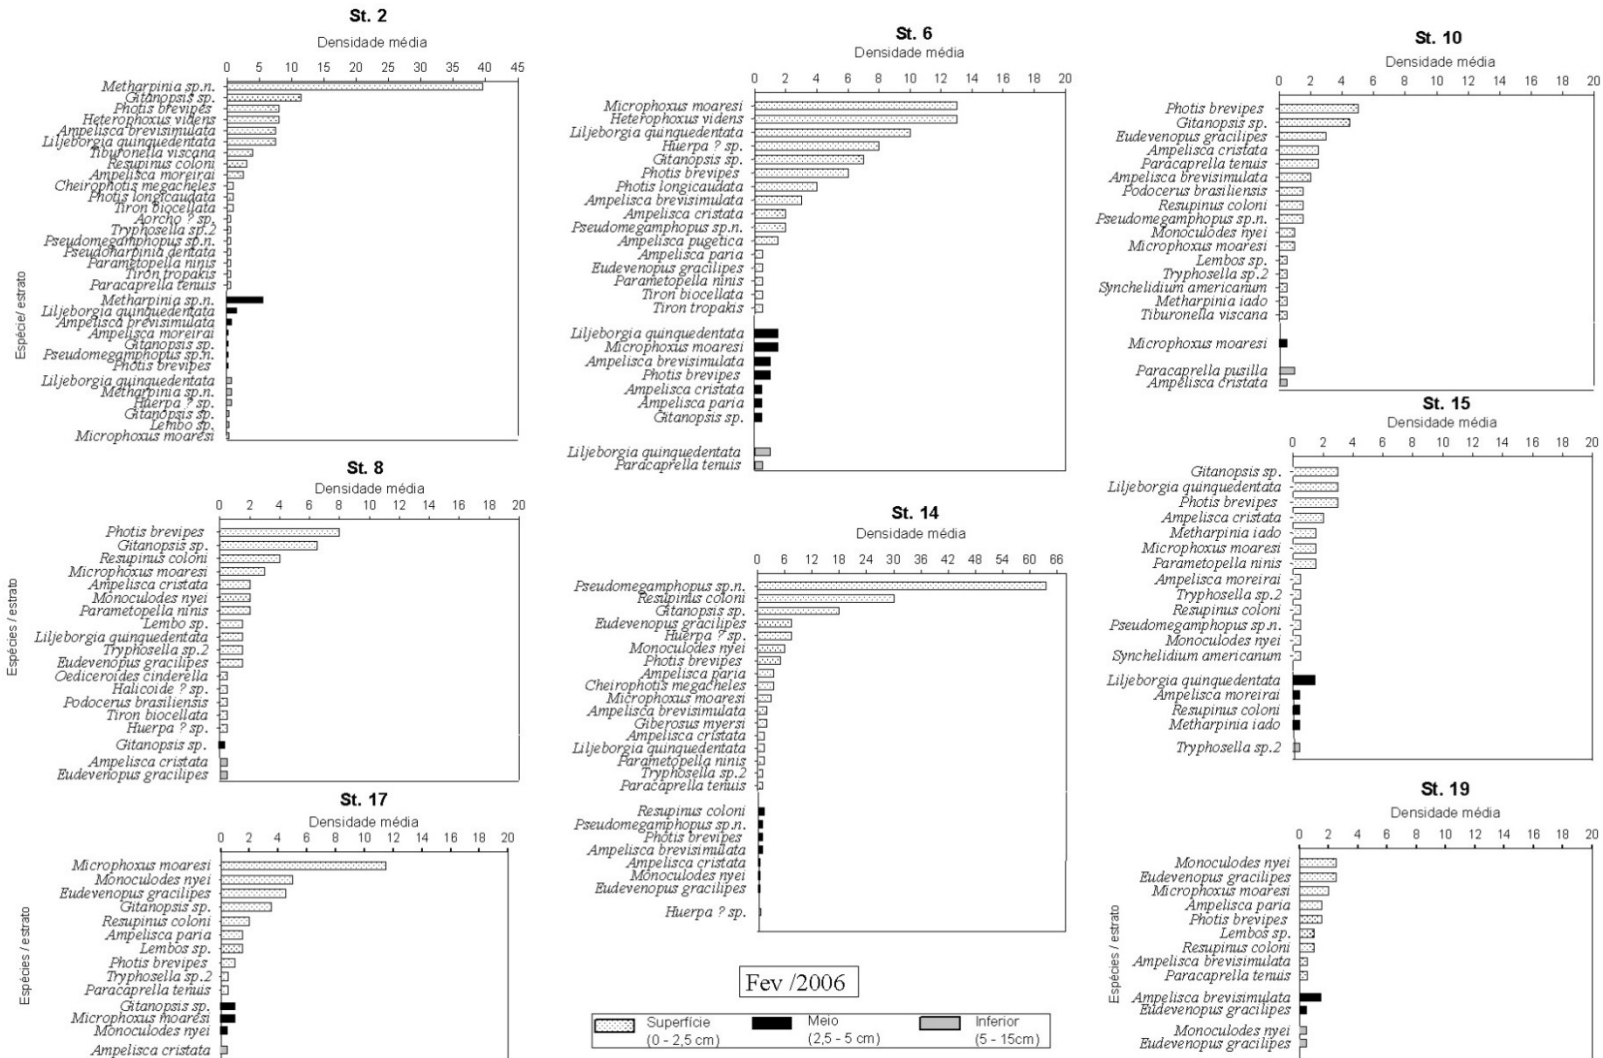 St. 2
Densidade média
0 5 10 15 20 25 30 35 40 45
Espécie/ estrato
Metharpinia sp.n.
Gitanopsis sp.
Photis brevipes
Heterophoxus videns
Ampelisca brevisimulata
Liljeborgia quinquedentata
Tiburonella viscana
Resupinus coloni
Ampelisca moreirai
Cheirophotis megacheles
Photis longicaudata
Tiron biocellata
Aorcho ? sp.
Tryphosella sp.2
Pseudomegamphopus sp.n.
Pseudharpinia dentata
Parametopella ninis
Tiron tropakis
Paracaprella tenuis
Metharpinia sp.n.
Liljeborgia quinquedentata
Ampelisca brevisimulata
Ampelisca moreirai
Gitanopsis sp.
Pseudomegamphopus sp.n.
Photis brevipes
Liljeborgia quinquedentata
Metharpinia sp.n.
Huerpa ? sp.
Gitanopsis sp.
Lembo sp.
Microphoxus moaresi
St. 6
Densidade média
0 2 4 6 8 10 12 14 16 18 20
Microphoxus moaresi
Heterophoxus videns
Liljeborgia quinquedentata
Huerpa ? sp.
Gitanopsis sp.
Photis brevipes
Photis longicaudata
Ampelisca brevisimulata
Ampelisca cristata
Pseudomegamphopus sp.n.
Ampelisca pugetica
Ampelisca paria
Eudevenopus gracilipes
Parametopella ninis
Tiron biocellata
Tiron tropakis
Liljeborgia quinquedentata
Microphoxus moaresi
Ampelisca brevisimulata
Photis brevipes
Ampelisca cristata
Ampelisca paria
Gitanopsis sp.
Liljeborgia quinquedentata
Paracaprella tenuis
St. 10
Densidade média
0 2 4 6 8 10 12 14 16 18 20
Photis brevipes
Gitanopsis sp.
Eudevenopus gracilipes
Ampelisca cristata
Paracaprella tenuis
Ampelisca brevisimulata
Podocerus brasiliensis
Resupinus coloni
Pseudomegamphopus sp.n.
Monoculodes nyei
Microphoxus moaresi
Lembos sp.
Tryphosella sp.2
Synchelidium americanum
Metharpinia iado
Tiburonella viscana
Microphoxus moaresi
Paracaprella pusilla
Ampelisca cristata
St. 8
Densidade média
0 2 4 6 8 10 12 14 16 18 20
Espécies / estrato
Photis brevipes
Gitanopsis sp.
Resupinus coloni
Microphoxus moaresi
Ampelisca cristata
Monoculodes nyei
Parametopella ninis
Lembo sp.
Liljeborgia quinquedentata
Tryphosella sp.2
Eudevenopus gracilipes
Oediceroides cinderella
Halicoide ? sp.
Podocerus brasiliensis
Tiron biocellata
Huerpa ? sp.
Gitanopsis sp.
Ampelisca cristata
Eudevenopus gracilipes
St. 14
Densidade média
0 6 12 18 24 30 36 42 48 54 60 66
Pseudomegamphopus sp.n.
Resupinus coloni
Gitanopsis sp.
Eudevenopus gracilipes
Huerpa ? sp.
Monoculodes nyei
Photis brevipes
Ampelisca paria
Cheirophotis megacheles
Microphoxus moaresi
Ampelisca brevisimulata
Giberosus myersi
Ampelisca cristata
Liljeborgia quinquedentata
Parametopella ninis
Tryphosella sp.2
Paracaprella tenuis
Resupinus coloni
Pseudomegamphopus sp.n.
Photis brevipes
Ampelisca brevisimulata
Ampelisca cristata
Monoculodes nyei
Eudevenopus gracilipes
Huerpa ? sp.
St. 15
Densidade média
0 2 4 6 8 10 12 14 16 18 20
Gitanopsis sp.
Liljeborgia quinquedentata
Photis brevipes
Ampelisca cristata
Metharpinia iado
Microphoxus moaresi
Parametopella ninis
Ampelisca moreirai
Tryphosella sp.2
Resupinus coloni
Pseudomegamphopus sp.n.
Monoculodes nyei
Synchelidium americanum
Liljeborgia quinquedentata
Ampelisca moreirai
Resupinus coloni
Metharpinia iado
Tryphosella sp.2
St. 17
Densidade média
0 2 4 6 8 10 12 14 16 18 20
Espécies / estrato
Microphoxus moaresi
Monoculodes nyei
Eudevenopus gracilipes
Gitanopsis sp.
Resupinus coloni
Ampelisca paria
Lembos sp.
Photis brevipes
Tryphosella sp.2
Paracaprella tenuis
Gitanopsis sp.
Microphoxus moaresi
Monoculodes nyei
Ampelisca cristata
St. 19
Densidade média
0 2 4 6 8 10 12 14 16 18 20
Espécies / estrato
Monoculodes nyei
Eudevenopus gracilipes
Microphoxus moaresi
Ampelisca paria
Photis brevipes
Lembos sp.
Resupinus coloni
Ampelisca brevisimulata
Paracaprella tenuis
Ampelisca brevisimulata
Eudevenopus gracilipes
Monoculodes nyei
Eudevenopus gracilipes
Fev /2006
Superfície
(0 - 2,5 cm)
Meio
(2,5 - 5 cm)
Inferior
(5 - 15cm)